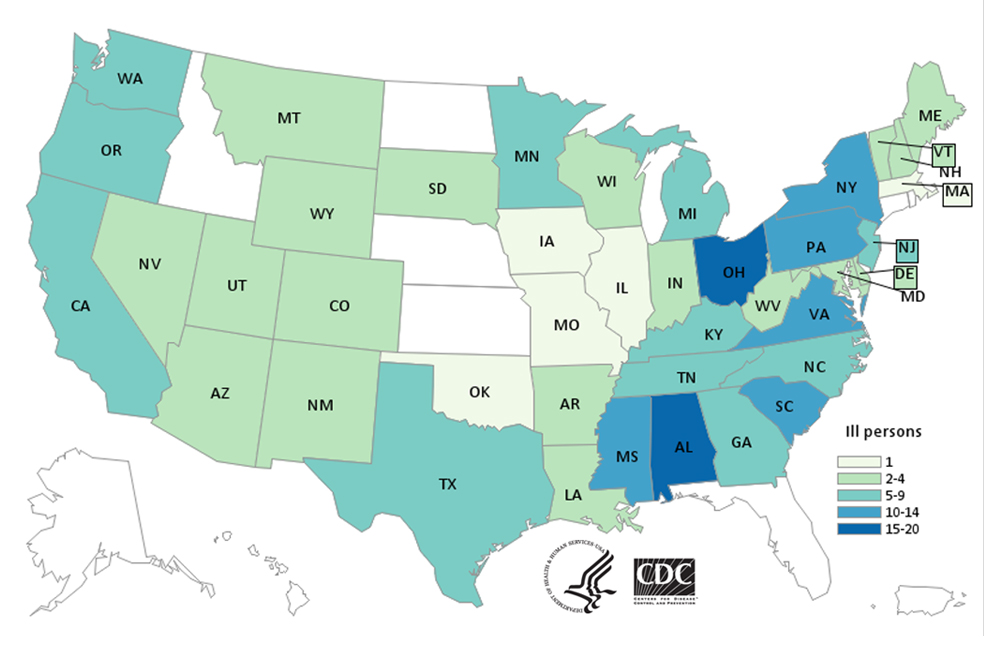 WA
MT
ME
OR
MN
VT
NH
SD
WI
MI
NY
MA
WY
IA
PA
NJ
NV
UT
CO
IL
IN
OH
DE
MD
CA
MO
WV
VA
KY
NC
AZ
NM
OK
AR
TN
SC
MS
AL
GA
TX
LA
Ill persons
1
2-4
5-9
10-14
15-20
DEPARTMENT OF HEALTH & HUMAN SERVICES • USA
CDC
CENTERS FOR DISEASE
CONTROL AND PREVENTION